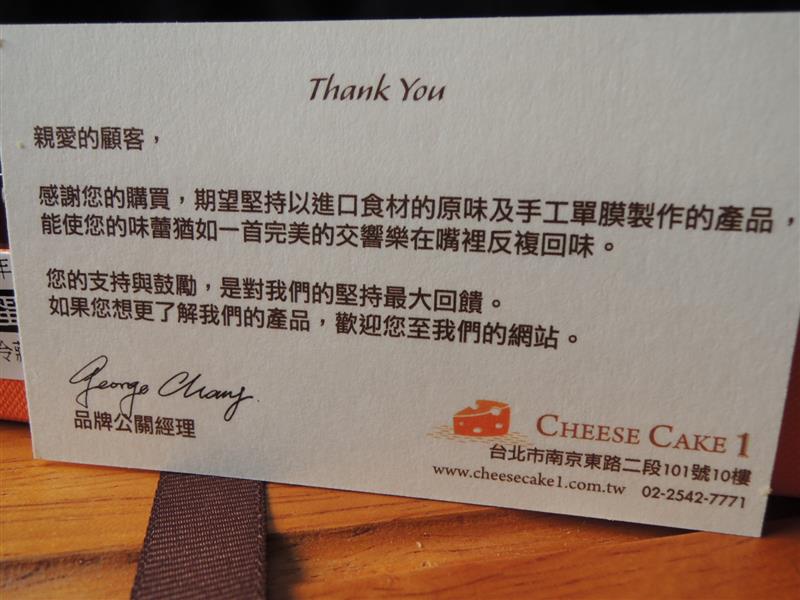 Thank You
親愛的顧客，
感謝您的購買，期望堅持以進口食材的原味及手工單膜製作的產品，
能使您的味蕾猶如一首完美的交響樂在嘴裡反複回味。
您的支持與鼓勵，是對我們的堅持最大回饋。
如果您想更了解我們的產品，歡迎您至我們的網站。
George Chang
品牌公關經理
CHEESE CAKE 1
台北市南京東路二段101號10樓
www.cheesecake1.com.tw 02-2542-7771